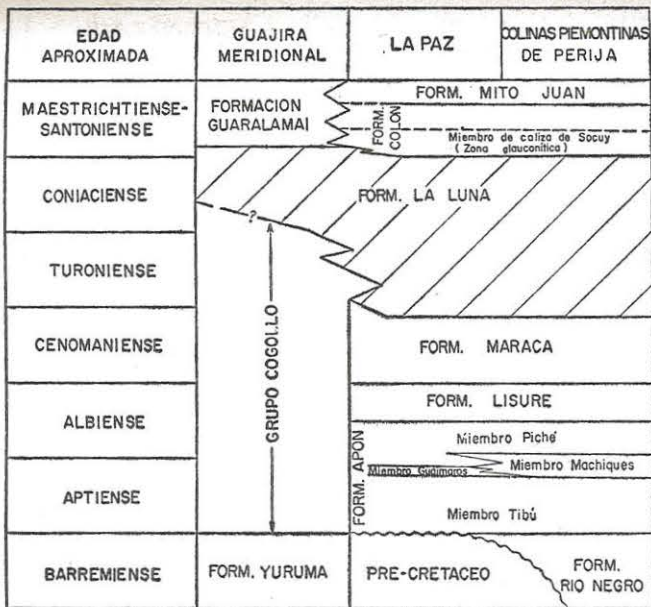 EDAD
APROXIMADA
GUAJIRA
MERIDIONAL
LA PAZ
COLINAS PIEMONTINAS
DE PERIJA
MAESTRICHTIENSE-
SANTONIENSE
FORMACION
GUARALAMAI
FORM. MITO JUAN
FORM. COLON
Miembro de caliza de Socuy
(Zona glauconítica)
CONIACIENSE
FORM. LA LUNA
?
TURONIENSE
GRUPO COGOLLO
CENOMANIENSE
FORM. MARACA
ALBIENSE
FORM. LISURE
FORM. APON
Miembro Piché
Miembro Guáimaros
Miembro Machiques
APTIENSE
Miembro Tibú
BARREMIENSE
FORM. YURUMA
PRE-CRETACEO
FORM.
RIO NEGRO